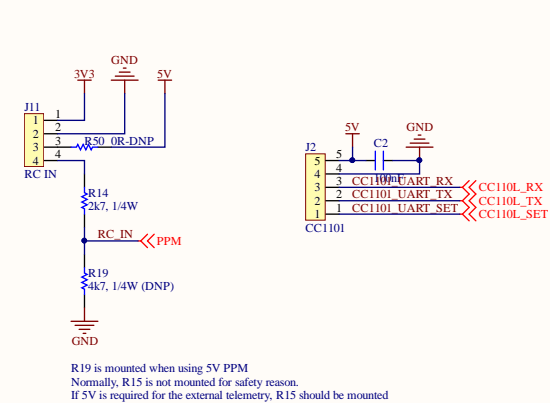 GND
3V3
5V
J11
1
1
2
2
3
3
R50 0R-DNP
4
4
RC IN
R14
2k7, 1/4W
RC_IN
PPM
R19
4k7, 1/4W (DNP)
GND
5V
C2
GND
J2
5
5
4
4
100nF
3
3
CC1101_UART_RX
CC110L_RX
2
2
CC1101_UART_TX
CC110L_TX
1
1
CC1101_UART_SET
CC110L_SET
CC1101
R19 is mounted when using 5V PPM
Normally, R15 is not mounted for safety reason.
If 5V is required for the external telemetry, R15 should be mounted